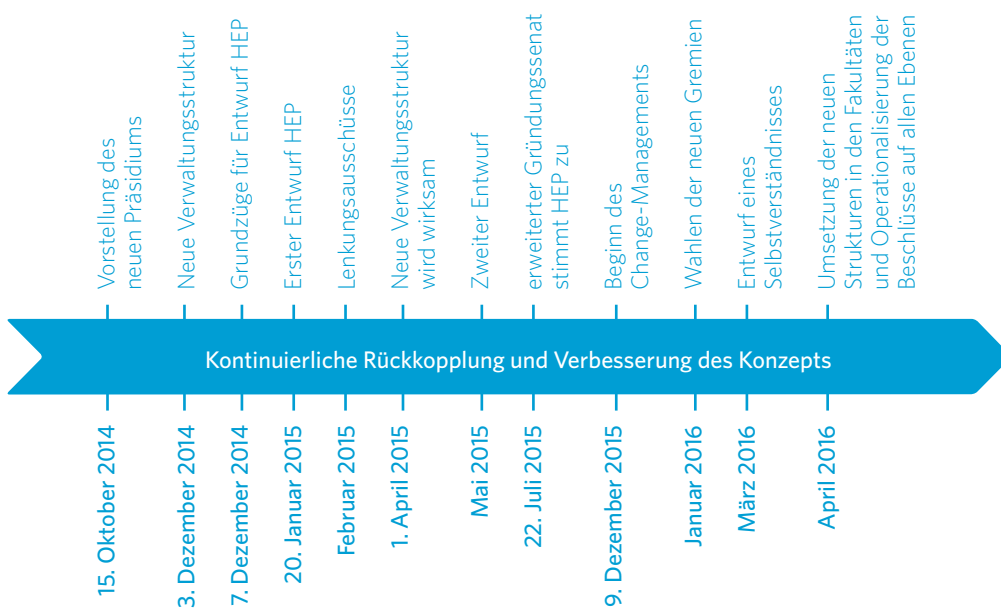 Vorstellung des
neuen Präsidiums
Neue Verwaltungsstruktur
Grundzüge für Entwurf HEP
Erster Entwurf HEP
Lenkungsausschüsse
Neue Verwaltungsstruktur
wird wirksam
Zweiter Entwurf
erweiterter Gründungssenat
stimmt HEP zu
Beginn des
Change-Managements
Wahlen der neuen Gremien
Entwurf eines
Selbstverständnisses
Umsetzung der neuen
Strukturen in den Fakultäten
und Operationalisierung der
Beschlüsse auf allen Ebenen
Kontinuierliche Rückkopplung und Verbesserung des Konzepts
15. Oktober 2014
3. Dezember 2014
7. Dezember 2014
20. Januar 2015
Februar 2015
1. April 2015
Mai 2015
22. Juli 2015
9. Dezember 2015
Januar 2016
März 2016
April 2016